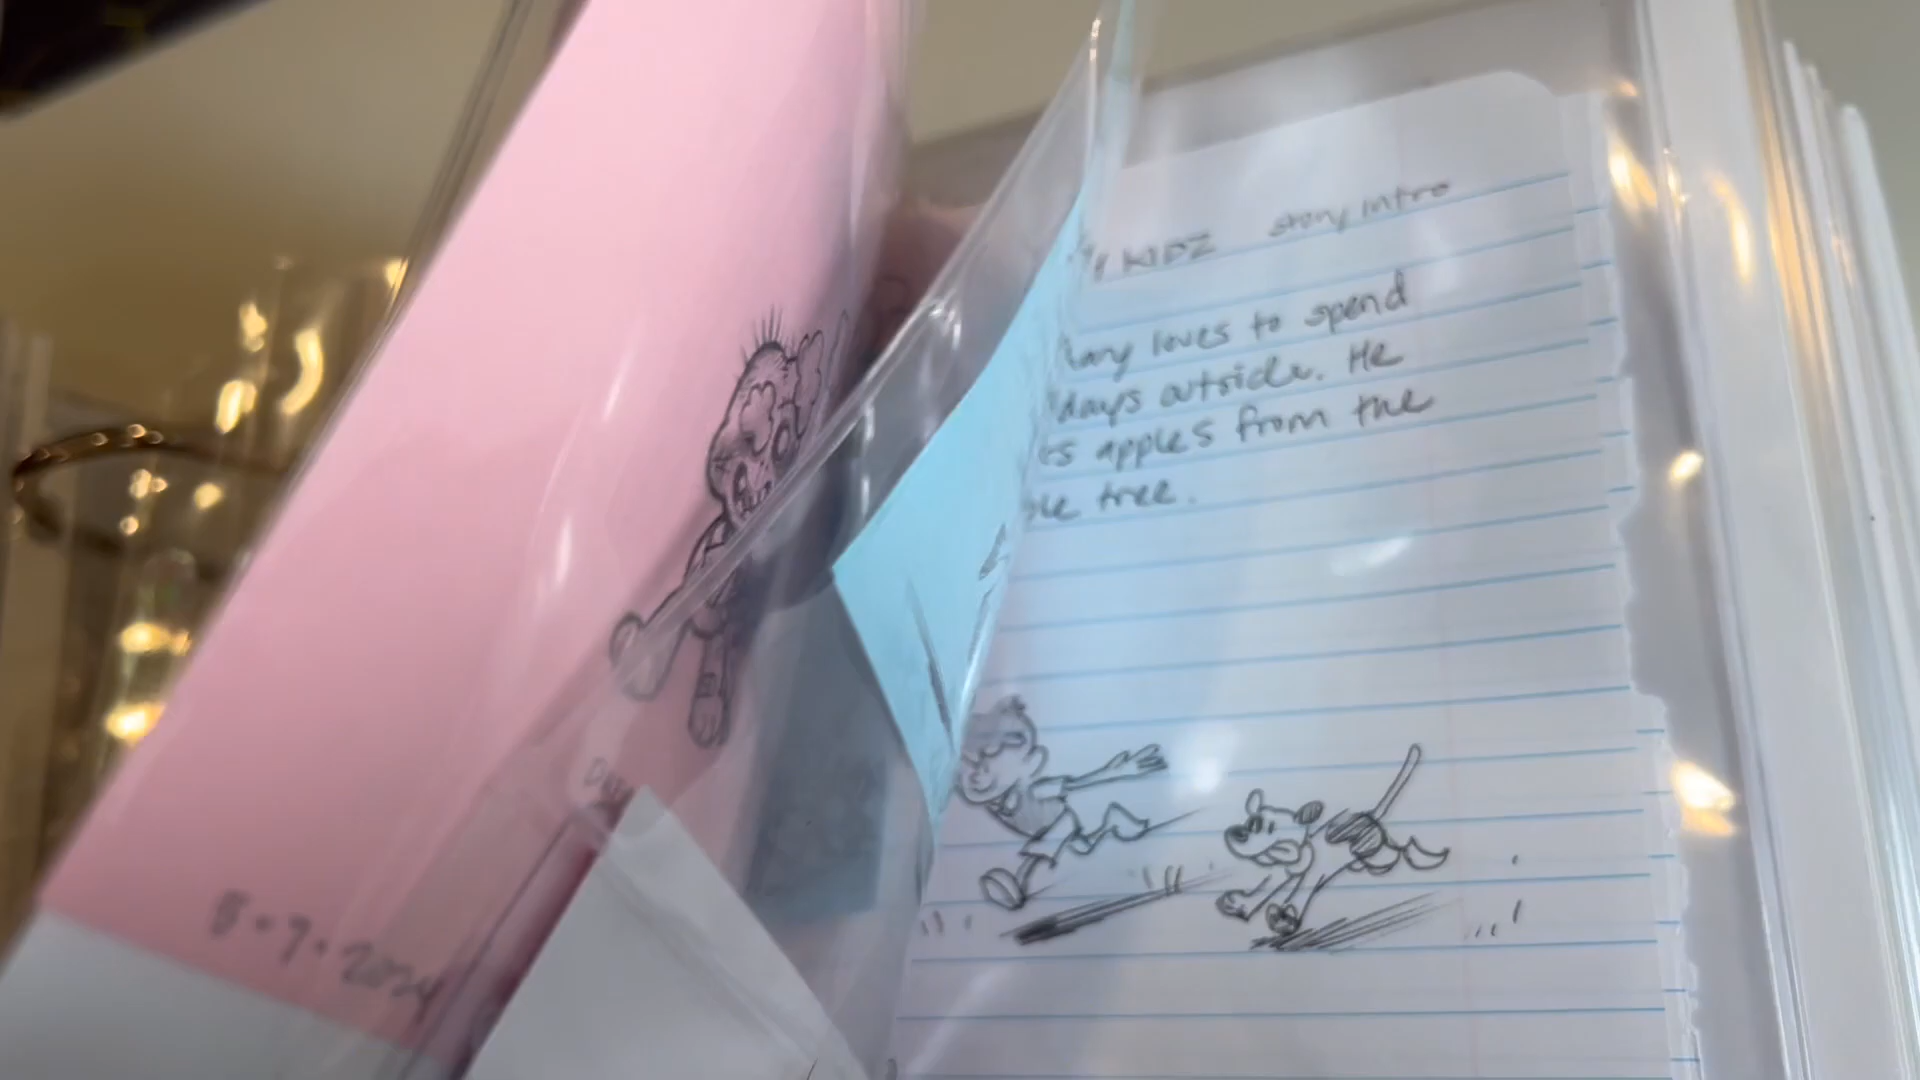 KIDZ story intro
loves to spend
days outside. He
apples from the
tree.
8.7.2024